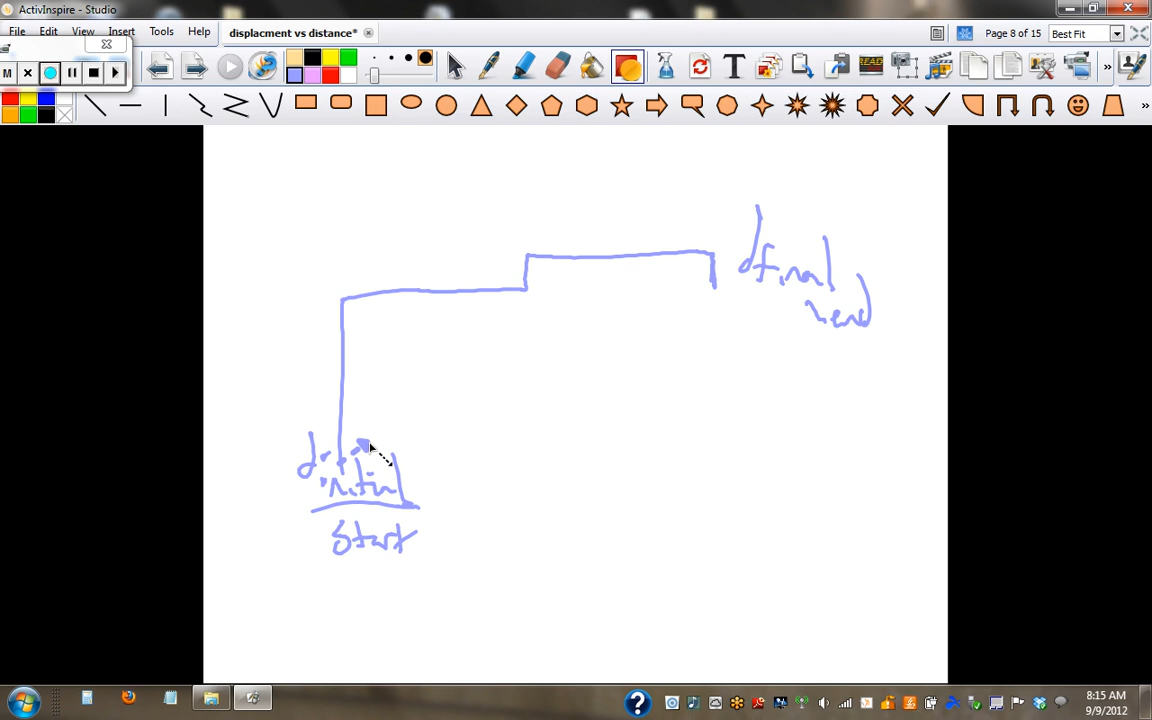 ActivInspire - Studio
File Edit View Insert Tools Help
displacment vs distance*
Page 8 of 15
Best Fit
M
READ
T
dfinal
end
dinitial
Start
?
8:15 AM
9/9/2012